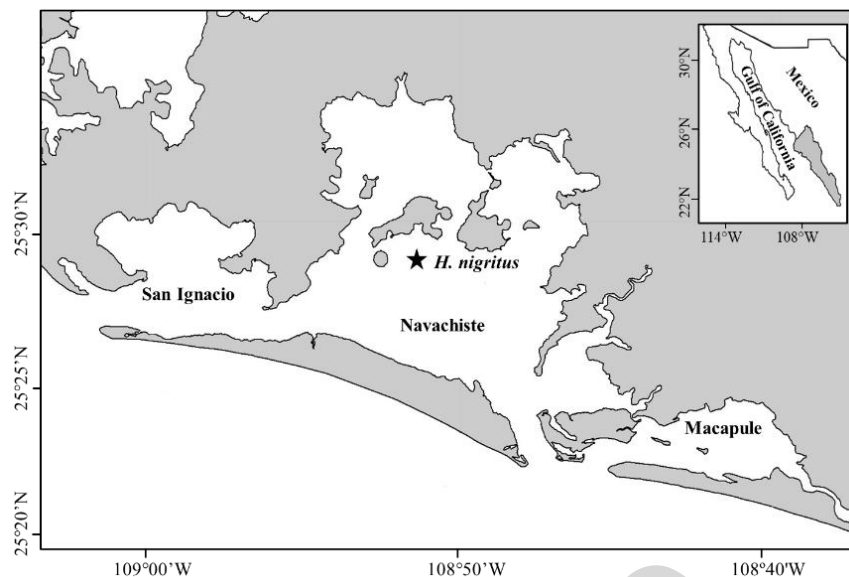 30°N
26°N
22°N
114°W
108°W
Gulf of California
Mexico
25°30'N
25°25'N
25°20'N
San Ignacio
H. nigritus
Navachiste
Macapule
109°00'W
108°50'W
108°40'W